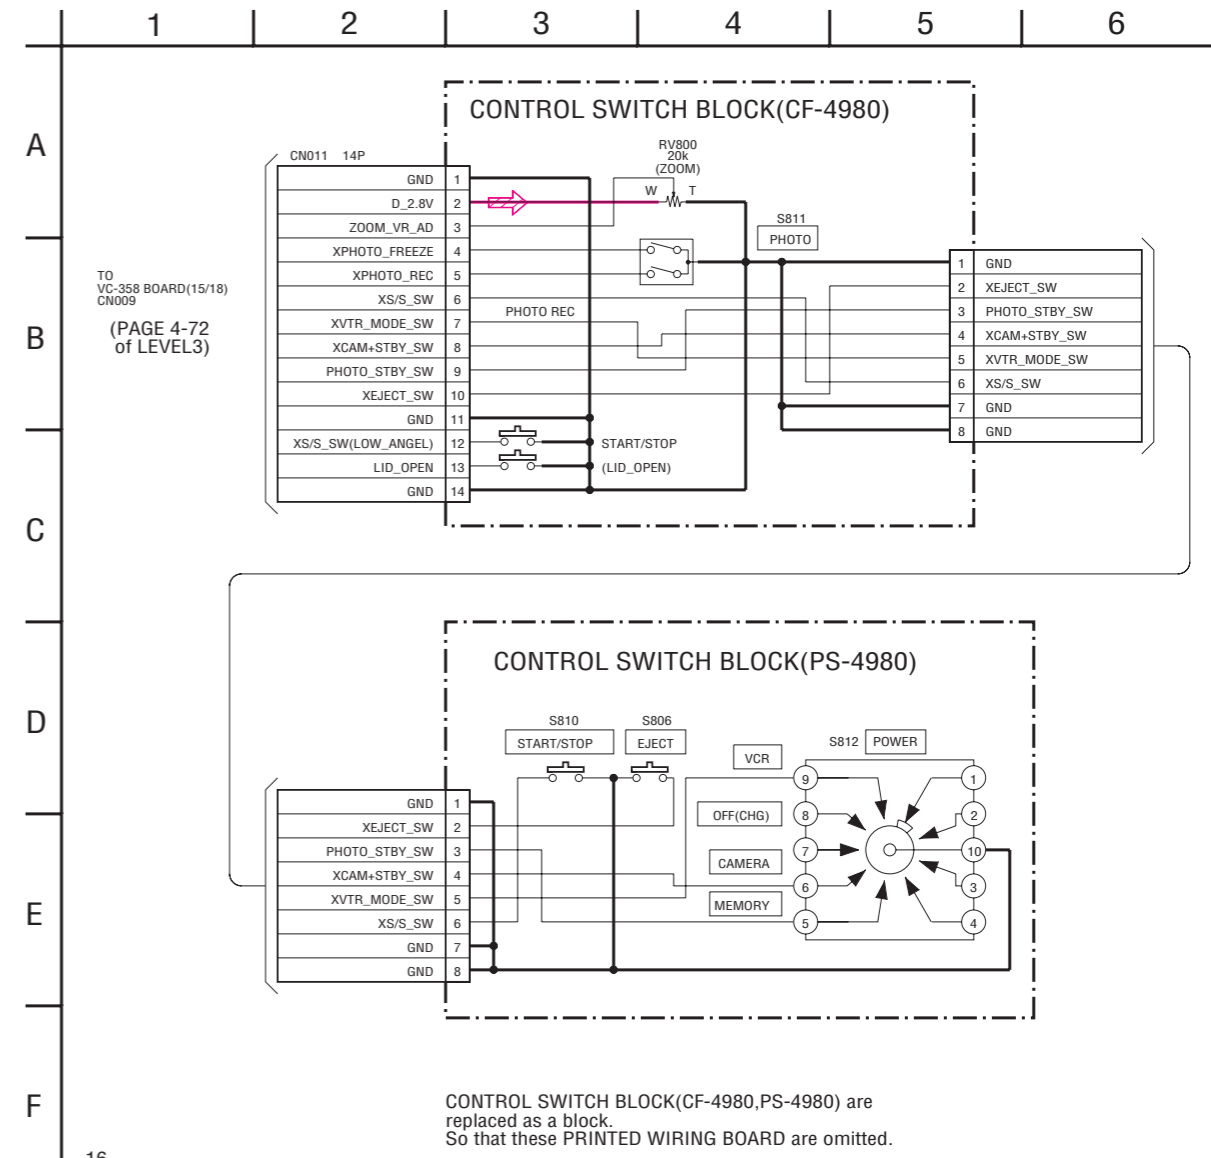 1 2 3 4 5 6
A
CONTROL SWITCH BLOCK(CF-4980)
CN011 14P
RV800
20k
(ZOOM)
W T
GND 1
D_2.8V 2
ZOOM_VR_AD 3
XPHOTO_FREEZE 4
XPHOTO_REC 5
XS/S_SW 6
XVTR_MODE_SW 7
XCAM+STBY_SW 8
PHOTO_STBY_SW 9
XEJECT_SW 10
GND 11
XS/S_SW(LOW_ANGEL) 12
LID_OPEN 13
GND 14
S811
PHOTO
PHOTO REC
START/STOP
(LID_OPEN)
1 GND
2 XEJECT_SW
3 PHOTO_STBY_SW
4 XCAM+STBY_SW
5 XVTR_MODE_SW
6 XS/S_SW
7 GND
8 GND
B
TO
VC-358 BOARD(15/18)
CN009
(PAGE 4-72
of LEVEL3)
C
D
CONTROL SWITCH BLOCK(PS-4980)
S810
START/STOP
S806
EJECT
VCR
OFF(CHG)
CAMERA
MEMORY
S812 POWER
9 1
8 2
7 10
6 3
5 4
GND 1
XEJECT_SW 2
PHOTO_STBY_SW 3
XCAM+STBY_SW 4
XVTR_MODE_SW 5
XS/S_SW 6
GND 7
GND 8
E
F
CONTROL SWITCH BLOCK(CF-4980,PS-4980) are
replaced as a block.
So that these PRINTED WIRING BOARD are omitted.
16